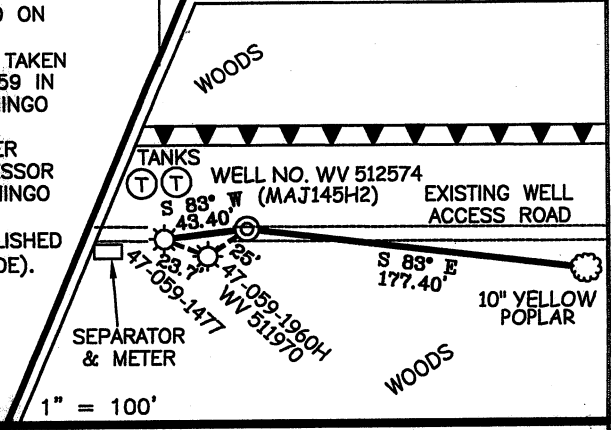 ON
TAKEN
59 IN
INGO
ER
ESSOR
INGO
LISHED
DE).
WOODS
TANKS
T T
WELL NO. WV 512574
(MAJ145H2)
EXISTING WELL
ACCESS ROAD
S 83° W
43.40'
25'
23.7'
47-059-1477
47-059-1960H
WV 511970
S 83° E
177.40'
10" YELLOW
POPLAR
SEPARATOR
& METER
WOODS
1" = 100'